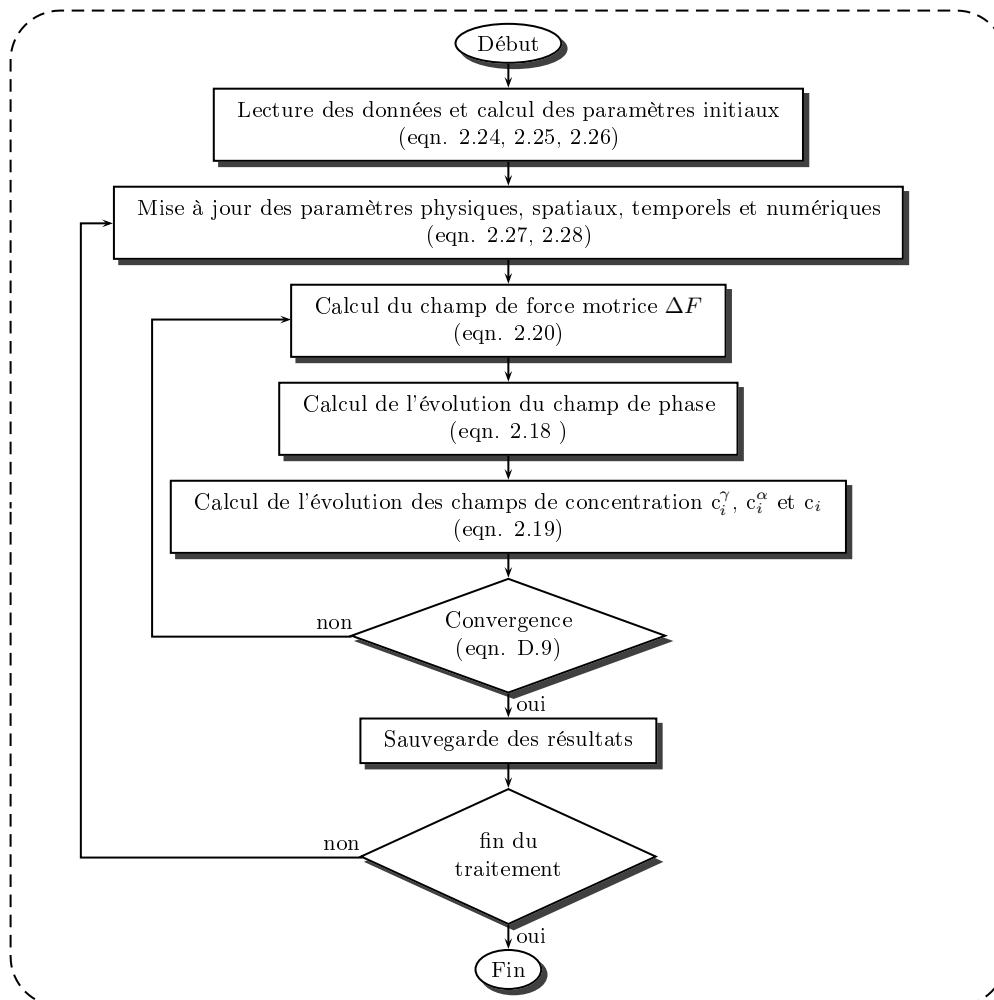 Début
Lecture des données et calcul des paramètres initiaux
(eqn. 2.24, 2.25, 2.26)
Mise à jour des paramètres physiques, spatiaux, temporels et numériques
(eqn. 2.27, 2.28)
Calcul du champ de force motrice ΔF
(eqn. 2.20)
Calcul de l'évolution du champ de phase
(eqn. 2.18 )
Calcul de l'évolution des champs de concentration c_i^γ, c_i^α et c_i
(eqn. 2.19)
non
Convergence
(eqn. D.9)
oui
Sauvegarde des résultats
non
fin du
traitement
oui
Fin